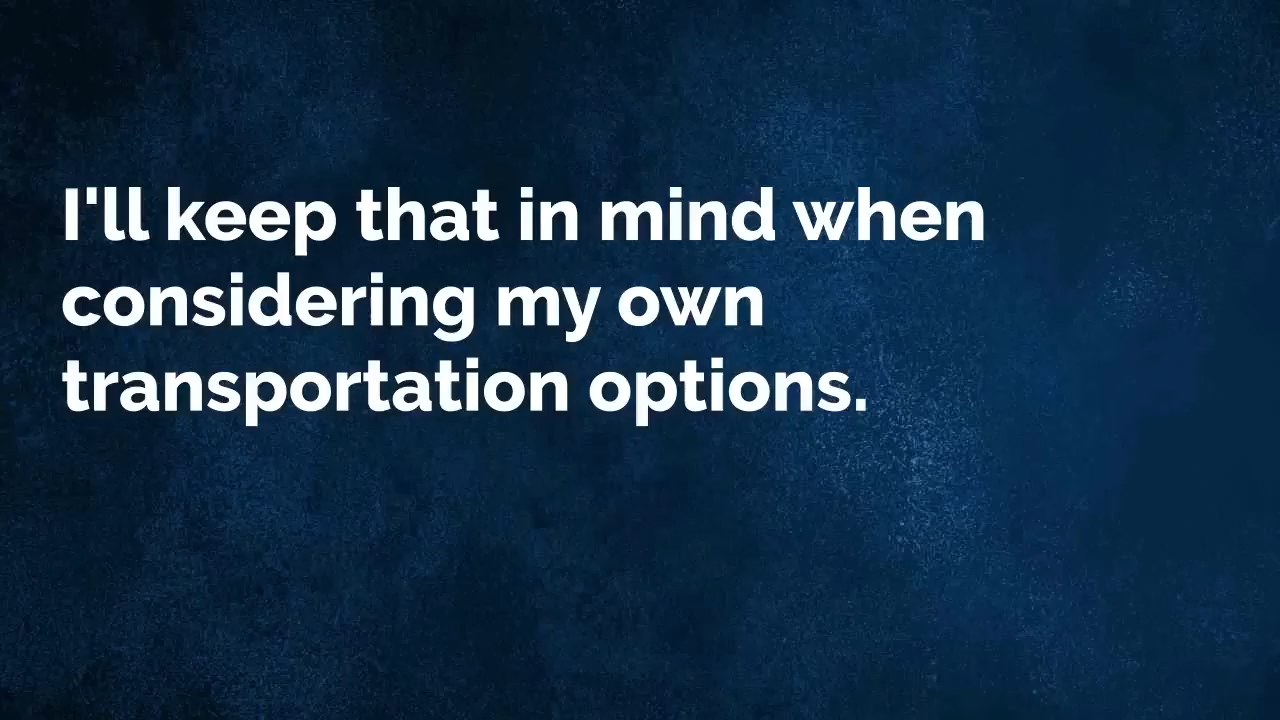 I'll keep that in mind when
considering my own
transportation options.